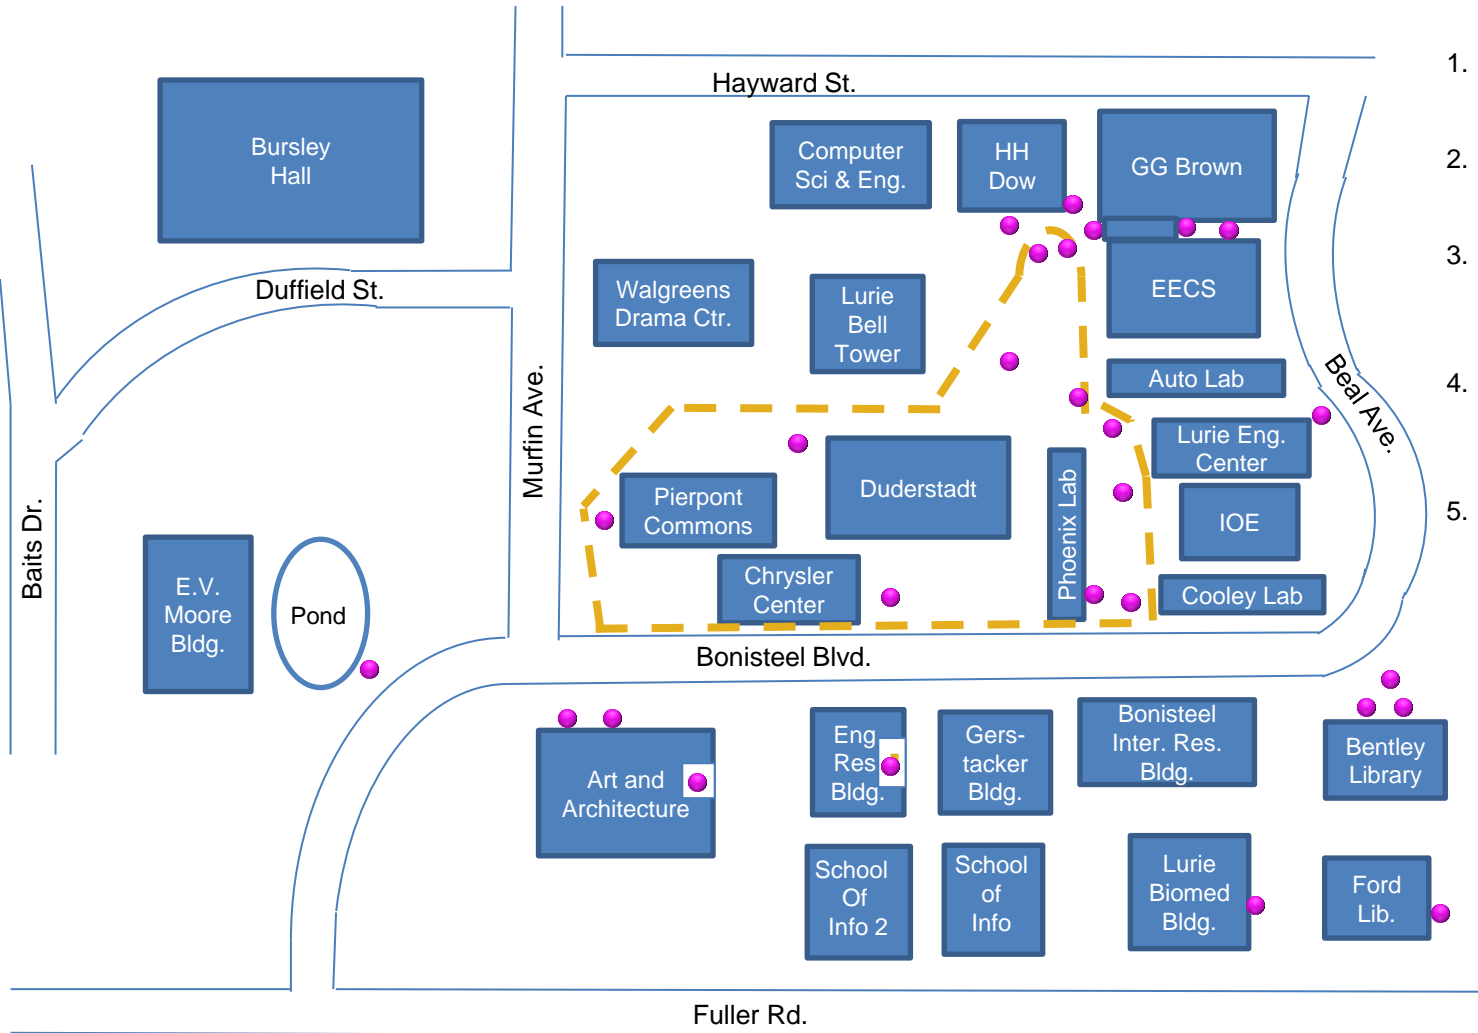 1.
Hayward St.
Bursley
Hall
Computer
Sci & Eng.
HH
Dow
GG Brown
2.
3.
Duffield St.
Walgreens
Drama Ctr.
Lurie
Bell
Tower
EECS
Auto Lab
4.
Beal Ave.
Murfin Ave.
Lurie Eng.
Center
Pierpont
Commons
Duderstadt
Phoenix Lab
IOE
5.
Baits Dr.
E.V.
Moore
Bldg.
Pond
Chrysler
Center
Cooley Lab
Bonisteel Blvd.
Art and
Architecture
Eng
Res
Bldg.
Gers-
tacker
Bldg.
Bonisteel
Inter. Res.
Bldg.
Bentley
Library
School
Of
Info 2
School
of
Info
Lurie
Biomed
Bldg.
Ford
Lib.
Fuller Rd.